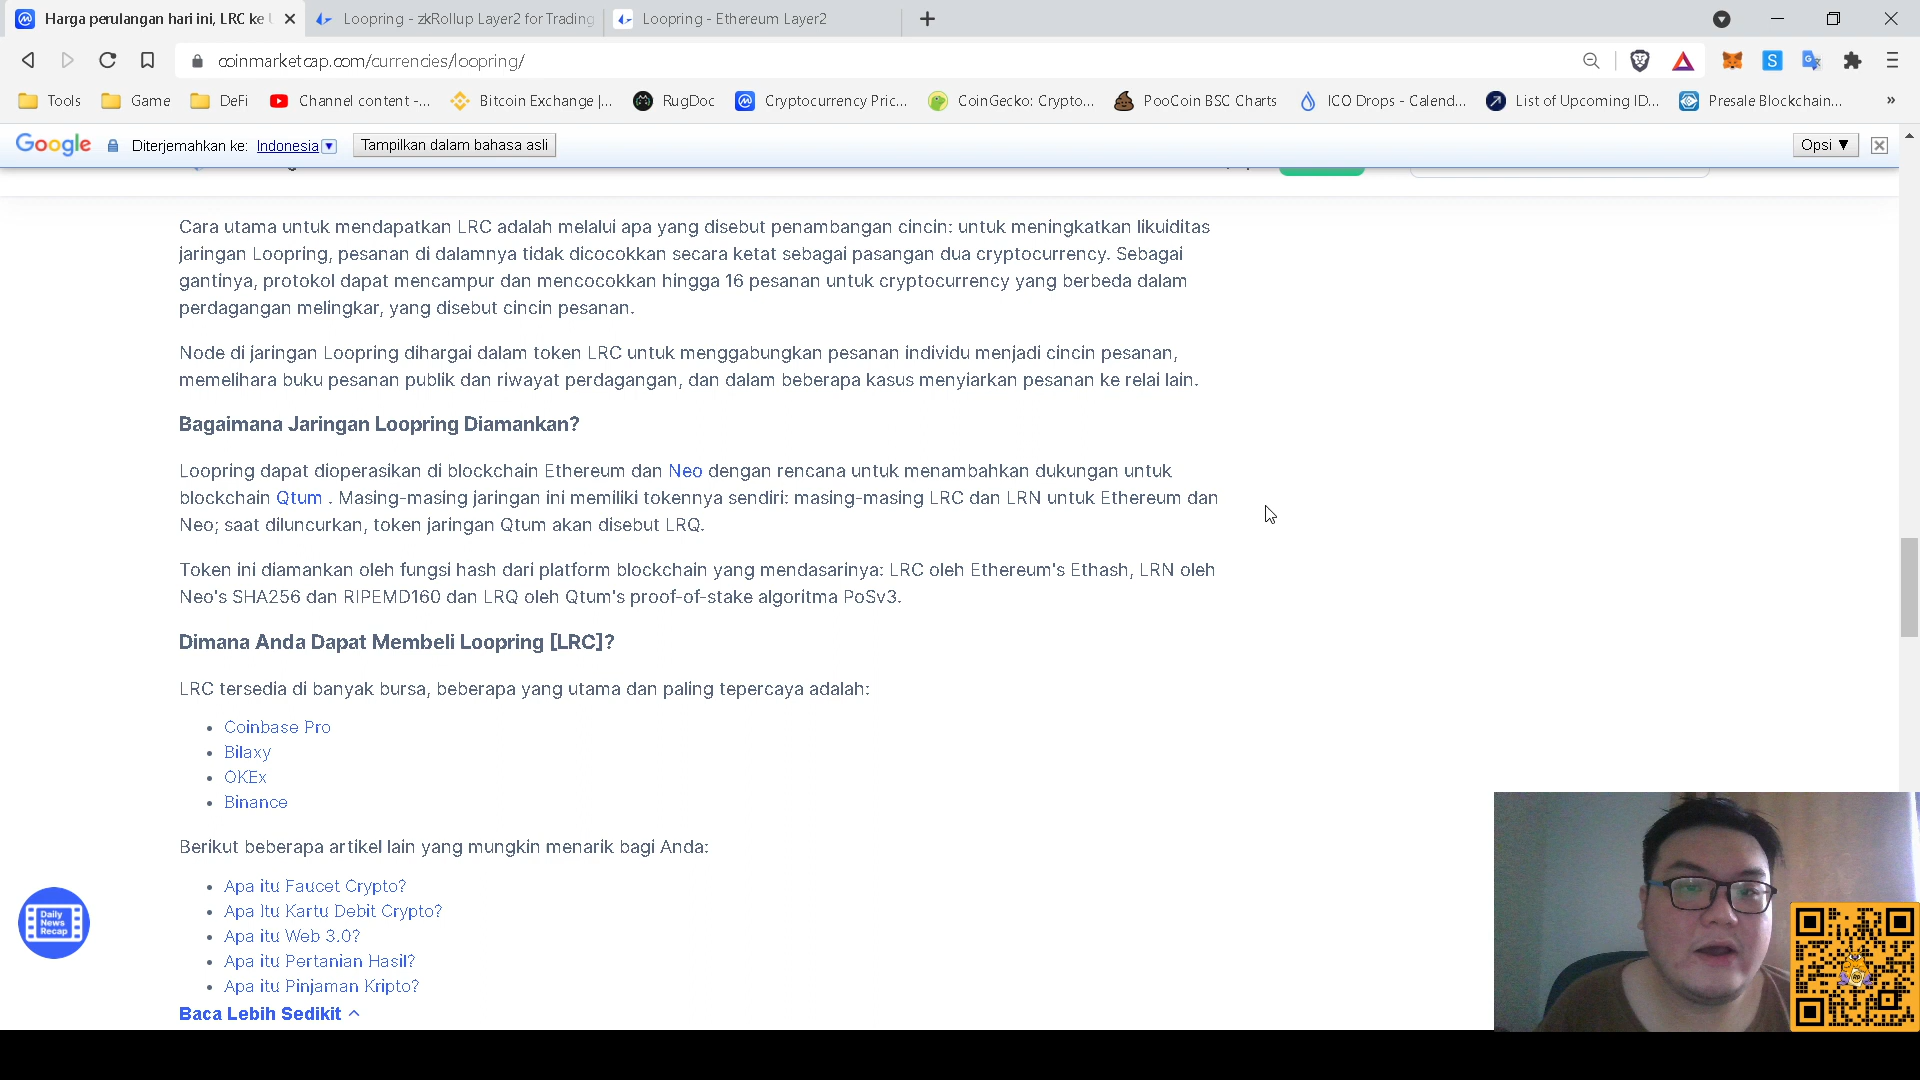 Harga perulangan hari ini, LRC ke
Loopring - zkRollup Layer2 for Trading
Loopring - Ethereum Layer2
coinmarketcap.com/currencies/loopring/
Tools
Game
DeFi
Channel content -...
Bitcoin Exchange |...
RugDoc
Cryptocurrency Pric...
CoinGecko: Crypto...
PooCoin BSC Charts
ICO Drops - Calend...
List of Upcoming ID...
Presale Blockchain...
»
Google
Diterjemahkan ke: Indonesia
Tampilkan dalam bahasa asli
Opsi ▼
Cara utama untuk mendapatkan LRC adalah melalui apa yang disebut penambangan cincin: untuk meningkatkan likuiditas
jaringan Loopring, pesanan di dalamnya tidak dicocokkan secara ketat sebagai pasangan dua cryptocurrency. Sebagai
gantinya, protokol dapat mencampur dan mencocokkan hingga 16 pesanan untuk cryptocurrency yang berbeda dalam
perdagangan melingkar, yang disebut cincin pesanan.
Node di jaringan Loopring dihargai dalam token LRC untuk menggabungkan pesanan individu menjadi cincin pesanan,
memelihara buku pesanan publik dan riwayat perdagangan, dan dalam beberapa kasus menyiarkan pesanan ke relai lain.
Bagaimana Jaringan Loopring Diamankan?
Loopring dapat dioperasikan di blockchain Ethereum dan Neo dengan rencana untuk menambahkan dukungan untuk
blockchain Qtum . Masing-masing jaringan ini memiliki tokennya sendiri: masing-masing LRC dan LRN untuk Ethereum dan
Neo; saat diluncurkan, token jaringan Qtum akan disebut LRQ.
Token ini diamankan oleh fungsi hash dari platform blockchain yang mendasarinya: LRC oleh Ethereum's Ethash, LRN oleh
Neo's SHA256 dan RIPEMD160 dan LRQ oleh Qtum's proof-of-stake algoritma PoSv3.
Dimana Anda Dapat Membeli Loopring [LRC]?
LRC tersedia di banyak bursa, beberapa yang utama dan paling tepercaya adalah:
• Coinbase Pro
• Bilaxy
• OKEx
• Binance
Berikut beberapa artikel lain yang mungkin menarik bagi Anda:
• Apa itu Faucet Crypto?
• Apa Itu Kartu Debit Crypto?
• Apa itu Web 3.0?
• Apa itu Pertanian Hasil?
• Apa itu Pinjaman Kripto?
Baca Lebih Sedikit
Daily
News
Recap